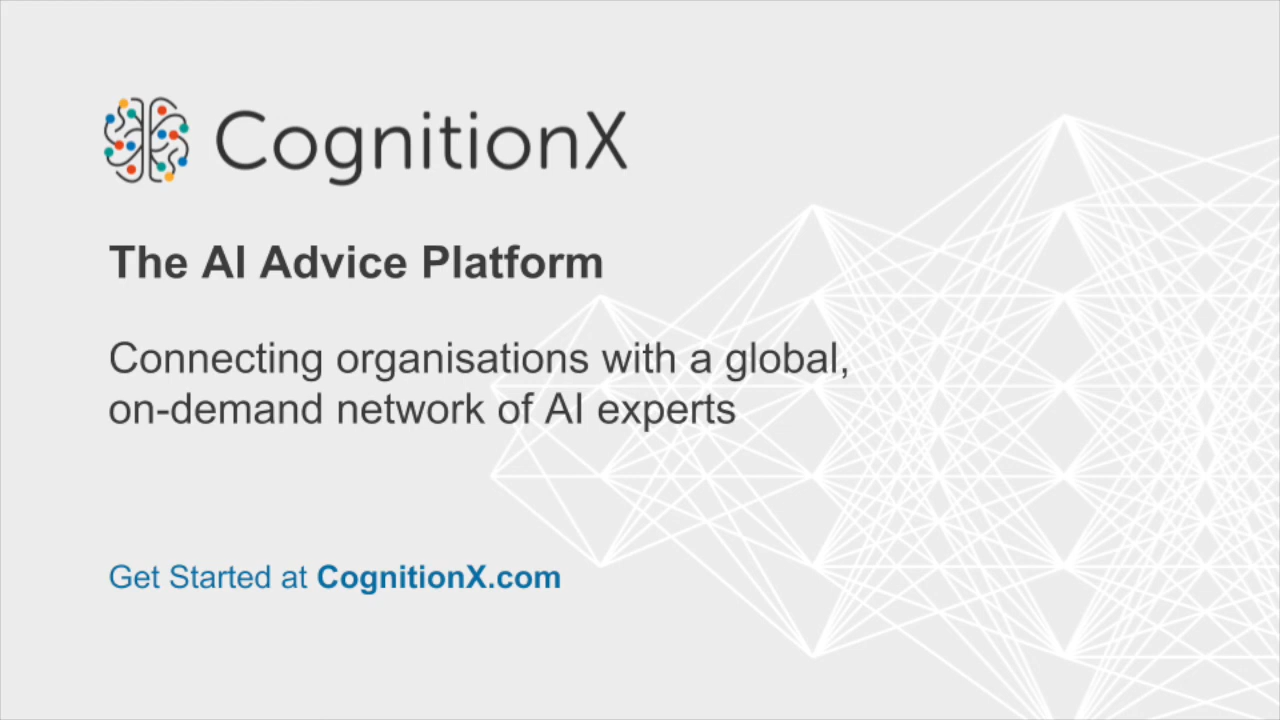 CognitionX
The AI Advice Platform
Connecting organisations with a global,
on-demand network of AI experts
Get Started at CognitionX.com